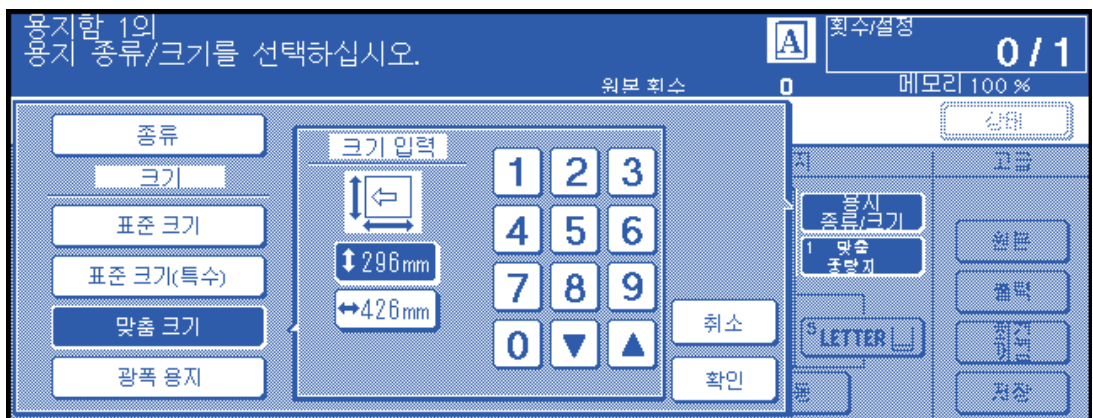 용지함 1의
용지 종류/크기를 선택하십시오.
원본 횟수 0
횟수/설정
0 / 1
메모리 100 %
상태
종류
크기
표준 크기
표준 크기(특수)
맞춤 크기
광폭 용지
크기 입력
296mm
426mm
1 2 3
4 5 6
7 8 9
0
취소
확인
지
고급
용지
종류/크기
1 맞춤
중량지
5 LETTER
원본
출력
저장